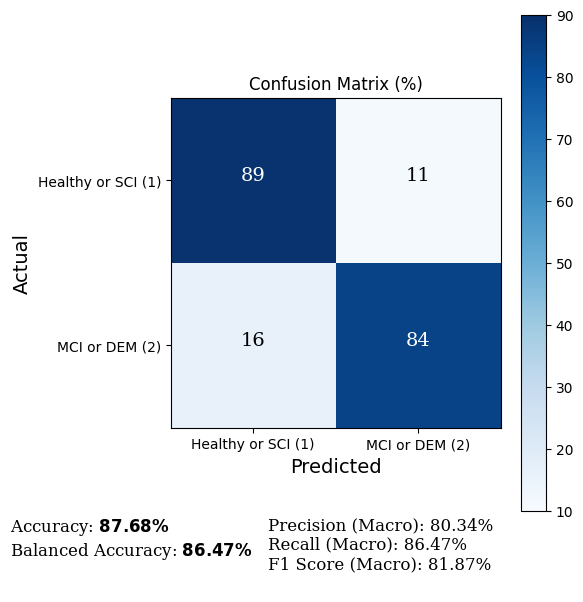 Confusion Matrix (%)
90
80
70
60
50
40
30
20
10
Actual
Healthy or SCI (1)
89
11
MCI or DEM (2)
16
84
Healthy or SCI (1)
MCI or DEM (2)
Predicted
Accuracy: 87.68%
Balanced Accuracy: 86.47%
Precision (Macro): 80.34%
Recall (Macro): 86.47%
F1 Score (Macro): 81.87%